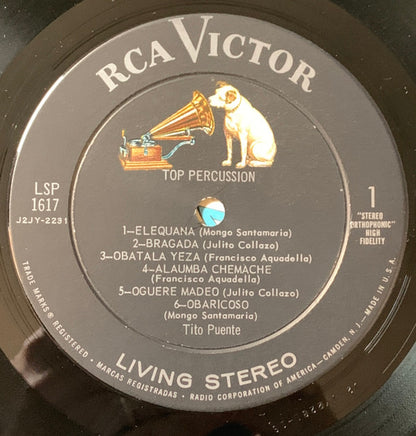 RCA VICTOR
TOP PERCUSSION
LSP
1617
J2JY-2231
1
"STEREO
ORTHOPHONIC"
HIGH
FIDELITY
1—ELEQUANA (Mongo Santamaria)
2—BRAGADA (Julito Collazo)
3—OBATALA YEZA (Francisco Aquadella)
4—ALAUMBA CHEMACHE
(Francisco Aquadella)
5—OGUERE MADEO (Julito Collazo)
6—OBARICOSO
(Mongo Santamaria)
Tito Puente
LIVING STEREO
TRADE MARKS ® REGISTERED • MARCAS REGISTRADAS • RADIO CORPORATION OF AMERICA—CAMDEN, N. J.—MADE IN U.S.A.